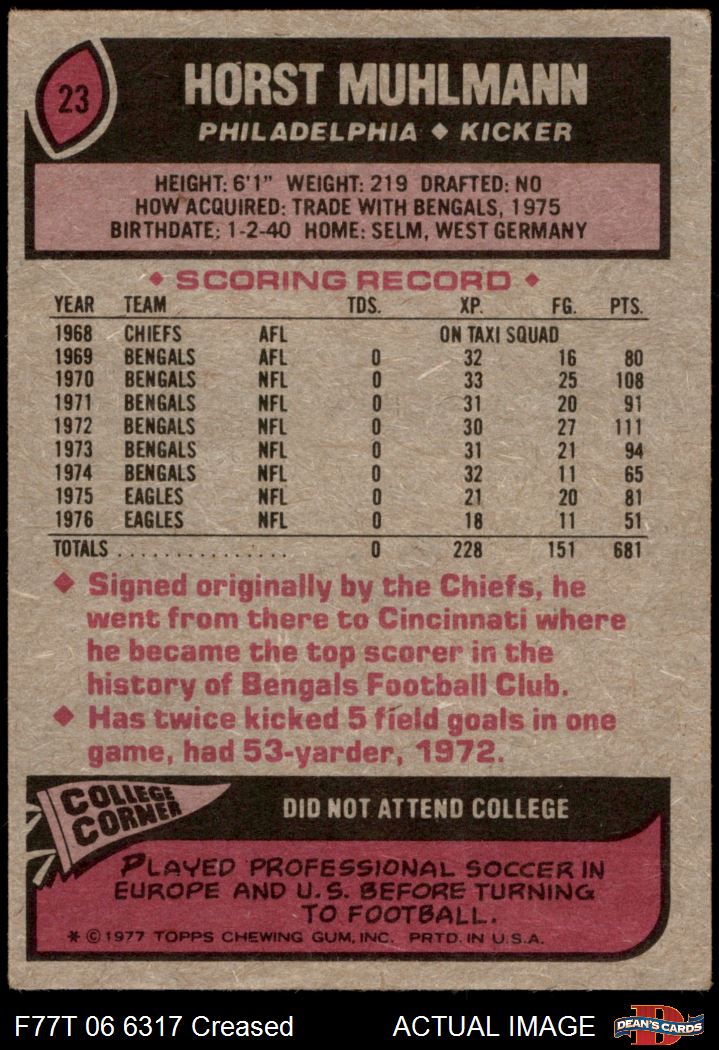 23
HORST MUHLMANN
PHILADELPHIA ♦ KICKER
HEIGHT: 6'1" WEIGHT: 219 DRAFTED: NO
HOW ACQUIRED: TRADE WITH BENGALS, 1975
BIRTHDATE: 1-2-40 HOME: SELM, WEST GERMANY
♦ SCORING RECORD ♦
YEAR TEAM TDS. XP. FG. PTS.
1968 CHIEFS AFL ON TAXI SQUAD
1969 BENGALS AFL 0 32 16 80
1970 BENGALS NFL 0 33 25 108
1971 BENGALS NFL 0 31 20 91
1972 BENGALS NFL 0 30 27 111
1973 BENGALS NFL 0 31 21 94
1974 BENGALS NFL 0 32 11 65
1975 EAGLES NFL 0 21 20 81
1976 EAGLES NFL 0 18 11 51
TOTALS ................ 0 228 151 681
♦ Signed originally by the Chiefs, he
went from there to Cincinnati where
he became the top scorer in the
history of Bengals Football Club.
♦ Has twice kicked 5 field goals in one
game, had 53-yarder, 1972.
COLLEGE
CORNER
DID NOT ATTEND COLLEGE
PLAYED PROFESSIONAL SOCCER IN
EUROPE AND U.S. BEFORE TURNING
TO FOOTBALL.
* © 1977 TOPPS CHEWING GUM, INC. PRTD. IN U.S.A.
F77T 06 6317 Creased ACTUAL IMAGE
D
DEAN'S CARDS